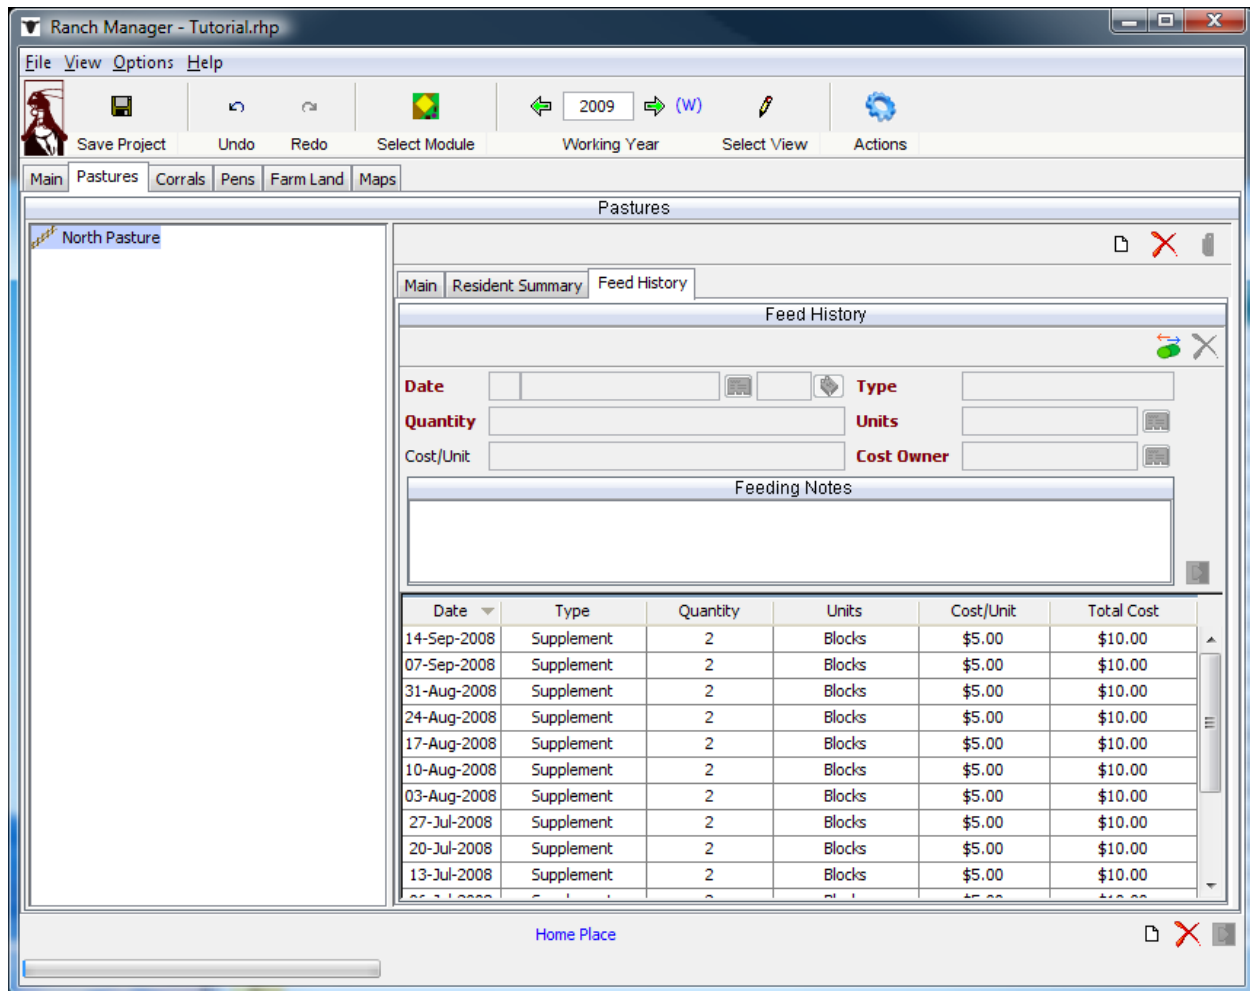 Ranch Manager - Tutorial.rhp
File View Options Help
2009 (W)
Save Project Undo Redo Select Module Working Year Select View Actions
Main Pastures Corrals Pens Farm Land Maps
Pastures
North Pasture
Main Resident Summary Feed History
Feed History
Date Type
Quantity Units
Cost/Unit Cost Owner
Feeding Notes
Date Type Quantity Units Cost/Unit Total Cost
14-Sep-2008 Supplement 2 Blocks $5.00 $10.00
07-Sep-2008 Supplement 2 Blocks $5.00 $10.00
31-Aug-2008 Supplement 2 Blocks $5.00 $10.00
24-Aug-2008 Supplement 2 Blocks $5.00 $10.00
17-Aug-2008 Supplement 2 Blocks $5.00 $10.00
10-Aug-2008 Supplement 2 Blocks $5.00 $10.00
03-Aug-2008 Supplement 2 Blocks $5.00 $10.00
27-Jul-2008 Supplement 2 Blocks $5.00 $10.00
20-Jul-2008 Supplement 2 Blocks $5.00 $10.00
13-Jul-2008 Supplement 2 Blocks $5.00 $10.00
Home Place